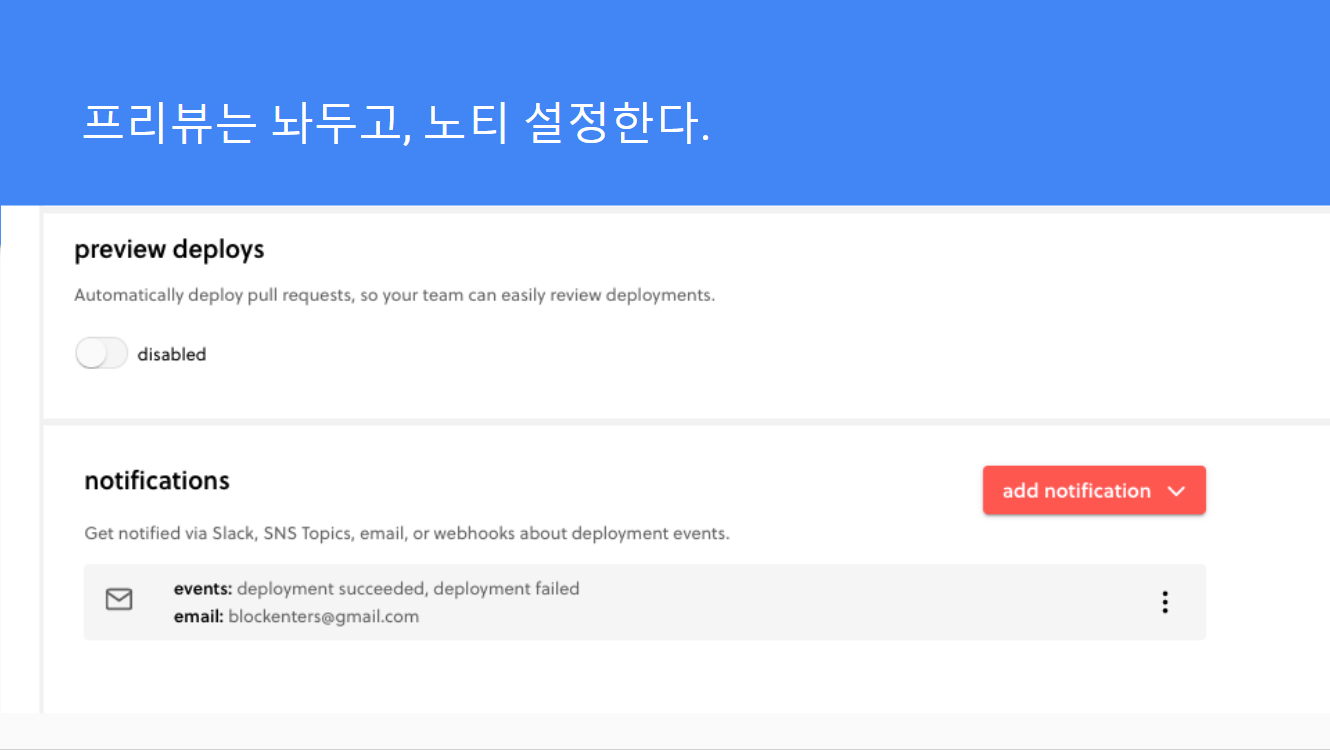 프리뷰는 놔두고, 노티 설정한다.
preview deploys
Automatically deploy pull requests, so your team can easily review deployments.
disabled
notifications
add notification
Get notified via Slack, SNS Topics, email, or webhooks about deployment events.
events: deployment succeeded, deployment failed
email: blockenters@gmail.com